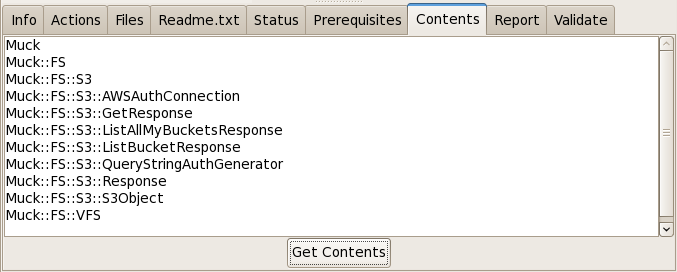 Info Actions Files Readme.txt Status Prerequisites Contents Report Validate
Muck
Muck::FS
Muck::FS::S3
Muck::FS::S3::AWSAuthConnection
Muck::FS::S3::GetResponse
Muck::FS::S3::ListAllMyBucketsResponse
Muck::FS::S3::ListBucketResponse
Muck::FS::S3::QueryStringAuthGenerator
Muck::FS::S3::Response
Muck::FS::S3::S3Object
Muck::FS::VFS
Get Contents